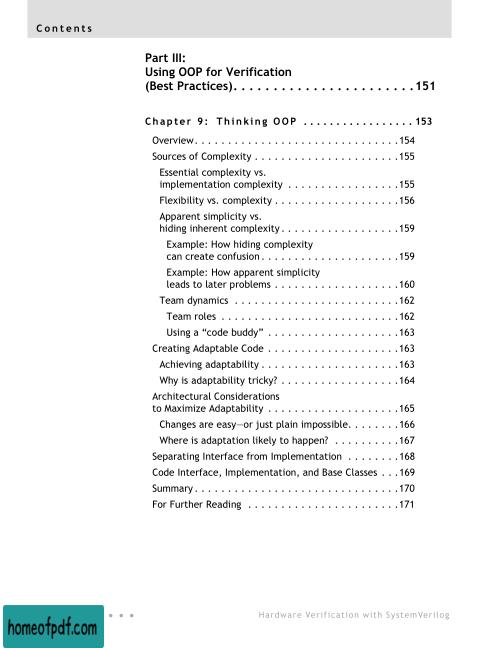 Contents
Part III:
Using OOP for Verification
(Best Practices). . . . . . . . . . . . . . . . . . . . . . . 151
Chapter 9: Thinking OOP . . . . . . . . . . . . . . . . . 153
Overview. . . . . . . . . . . . . . . . . . . . . . . . . . . . . . . 154
Sources of Complexity . . . . . . . . . . . . . . . . . . . . . . 155
Essential complexity vs.
implementation complexity . . . . . . . . . . . . . . . . . 155
Flexibility vs. complexity . . . . . . . . . . . . . . . . . . . 156
Apparent simplicity vs.
hiding inherent complexity. . . . . . . . . . . . . . . . . . 159
Example: How hiding complexity
can create confusion . . . . . . . . . . . . . . . . . . . . . 159
Example: How apparent simplicity
leads to later problems . . . . . . . . . . . . . . . . . . . 160
Team dynamics . . . . . . . . . . . . . . . . . . . . . . . . . 162
Team roles . . . . . . . . . . . . . . . . . . . . . . . . . . . 162
Using a “code buddy” . . . . . . . . . . . . . . . . . . . . 163
Creating Adaptable Code . . . . . . . . . . . . . . . . . . . . 163
Achieving adaptability . . . . . . . . . . . . . . . . . . . . . 163
Why is adaptability tricky? . . . . . . . . . . . . . . . . . . 164
Architectural Considerations
to Maximize Adaptability . . . . . . . . . . . . . . . . . . . . 165
Changes are easy—or just plain impossible. . . . . . . . 166
Where is adaptation likely to happen? . . . . . . . . . . 167
Separating Interface from Implementation . . . . . . . . 168
Code Interface, Implementation, and Base Classes . . . 169
Summary . . . . . . . . . . . . . . . . . . . . . . . . . . . . . . . 170
For Further Reading . . . . . . . . . . . . . . . . . . . . . . . 171
Hardware Verification with SystemVerilog
homeofpdf.com